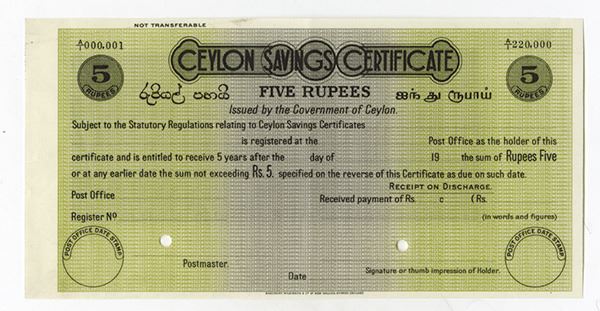 NOT TRANSFERABLE
A/1 000,001
A/1 220,000
CEYLON SAVINGS CERTIFICATE
5
RUPEES
5
RUPEES
රුපියල් පහයි
FIVE RUPEES
ஐந்து ரூபாய்
Issued by the Government of Ceylon.
Subject to the Statutory Regulations relating to Ceylon Savings Certificates
is registered at the Post Office as the holder of this
certificate and is entitled to receive 5 years after the day of 19 the sum of Rupees Five
or at any earlier date the sum not exceeding Rs. 5. specified on the reverse of this Certificate as due on such date.
RECEIPT ON DISCHARGE.
Post Office
Received payment of Rs. c (Rs.
Register No
(in words and figures)
POST OFFICE DATE STAMP
POST OFFICE DATE STAMP
Postmaster.
Date
Signature or thumb impression of Holder.